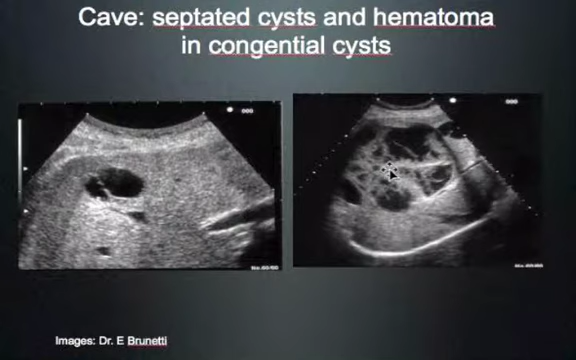 Cave: septated cysts and hematoma
in congential cysts
Images: Dr. E Brunetti